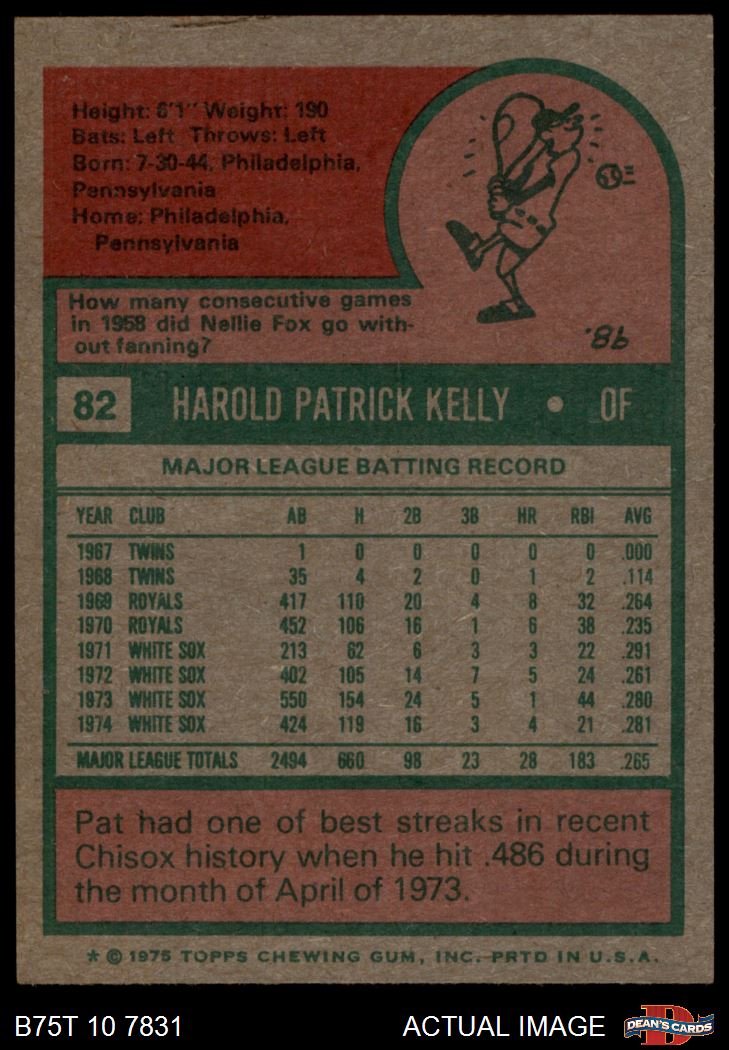 Height: 6'1" Weight: 190
Bats: Left Throws: Left
Born: 7-30-44, Philadelphia,
Pennsylvania
Home: Philadelphia,
Pennsylvania
How many consecutive games
in 1958 did Nellie Fox go with-
out fanning?
98.
82 HAROLD PATRICK KELLY • OF
MAJOR LEAGUE BATTING RECORD
YEAR CLUB AB H 2B 3B HR RBI AVG
1967 TWINS 1 0 0 0 0 0 .000
1968 TWINS 35 4 2 0 1 2 .114
1969 ROYALS 417 110 20 4 8 32 .264
1970 ROYALS 452 106 16 1 6 38 .235
1971 WHITE SOX 213 62 6 3 3 22 .291
1972 WHITE SOX 402 105 14 7 5 24 .261
1973 WHITE SOX 550 154 24 5 1 44 .280
1974 WHITE SOX 424 119 16 3 4 21 .281
MAJOR LEAGUE TOTALS 2494 660 98 23 28 183 .265
Pat had one of best streaks in recent
Chisox history when he hit .486 during
the month of April of 1973.
* © 1975 TOPPS CHEWING GUM, INC. PRTD IN U.S.A.
B75T 10 7831 ACTUAL IMAGE DEAN'S CARDS